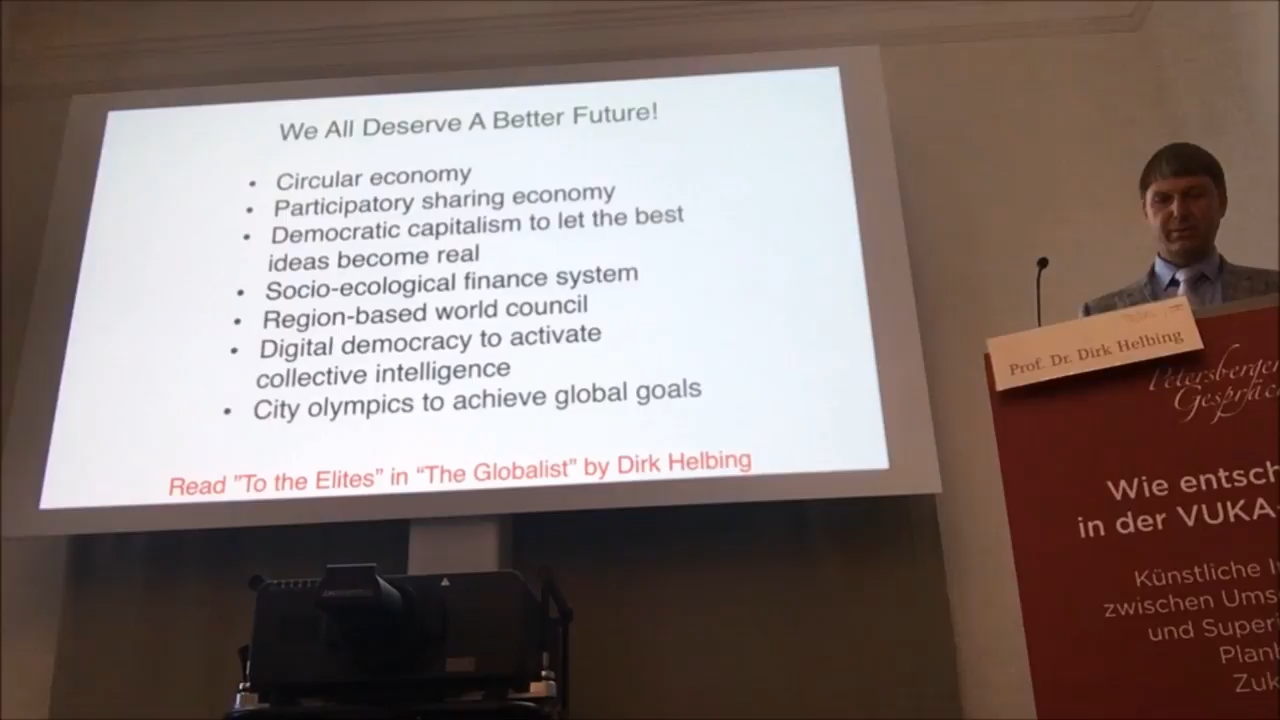 We All Deserve A Better Future!
• Circular economy
• Participatory sharing economy
• Democratic capitalism to let the best
ideas become real
• Socio-ecological finance system
• Region-based world council
• Digital democracy to activate
collective intelligence
• City olympics to achieve global goals
Read "To the Elites" in "The Globalist" by Dirk Helbing
Prof. Dr. Dirk Helbing
Petersberger
Gespräc
Wie entsch
in der VUKA-
Künstliche I
zwischen Ums
und Super
Plan
Zuk